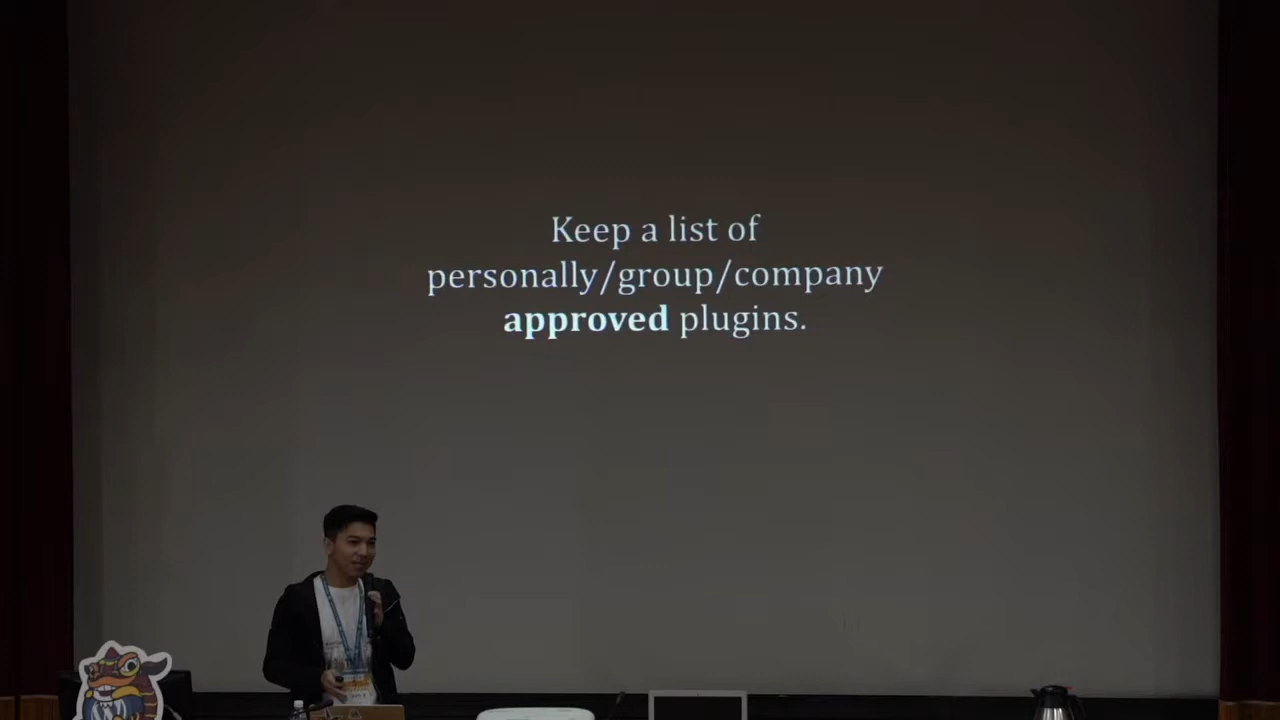 Keep a list of
personally/group/company
approved plugins.